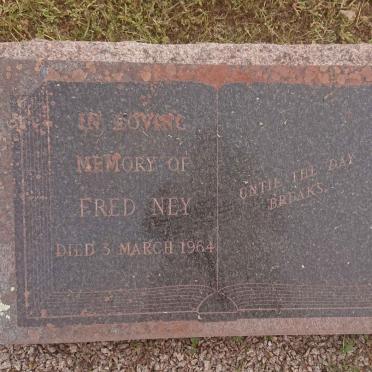 IN LOVING
MEMORY OF
FRED NEY
DIED 3 MARCH 1964
UNTIL THE DAY
BREAKS.